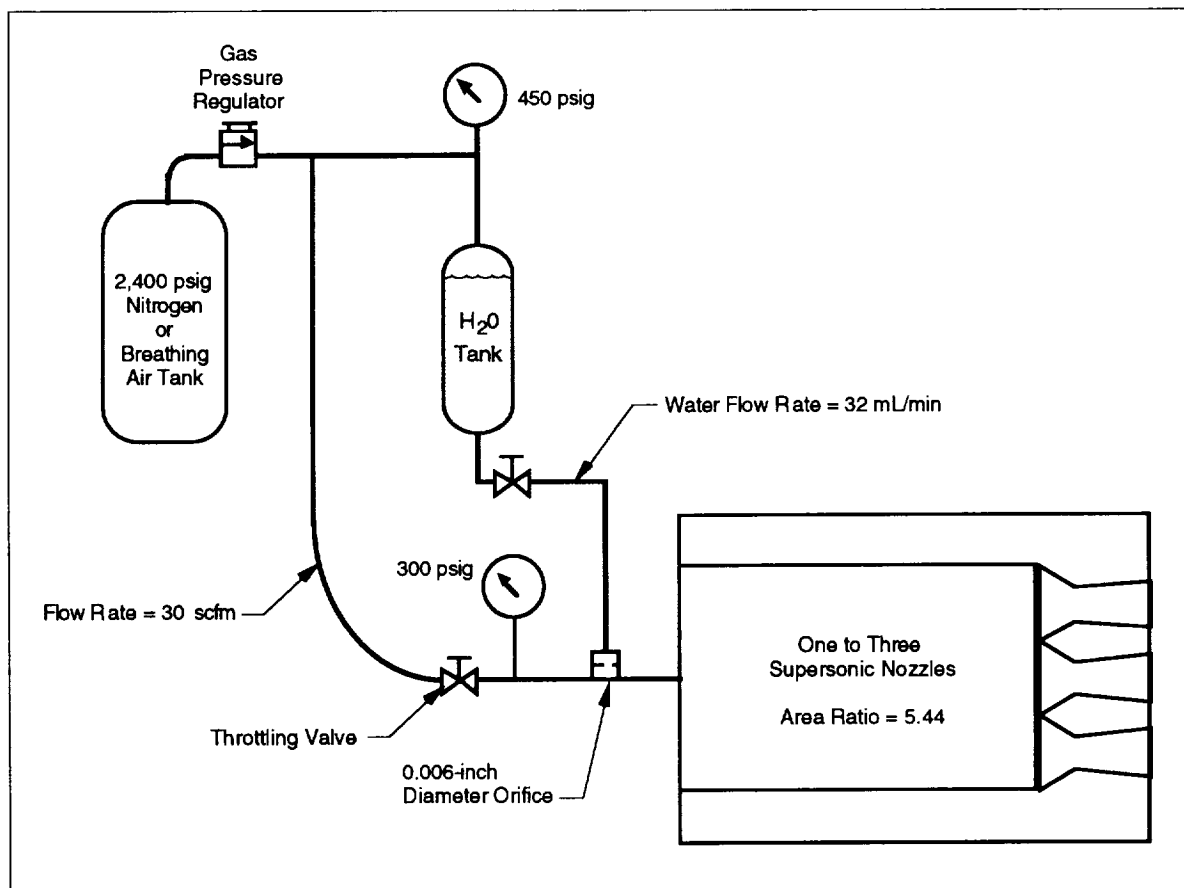 Gas
Pressure
Regulator
450 psig
2,400 psig
Nitrogen
or
Breathing
Air Tank
H20
Tank
Water Flow Rate = 32 mL/min
300 psig
Flow Rate = 30 scfm
One to Three
Supersonic Nozzles
Area Ratio = 5.44
Throttling Valve
0.006-inch
Diameter Orifice